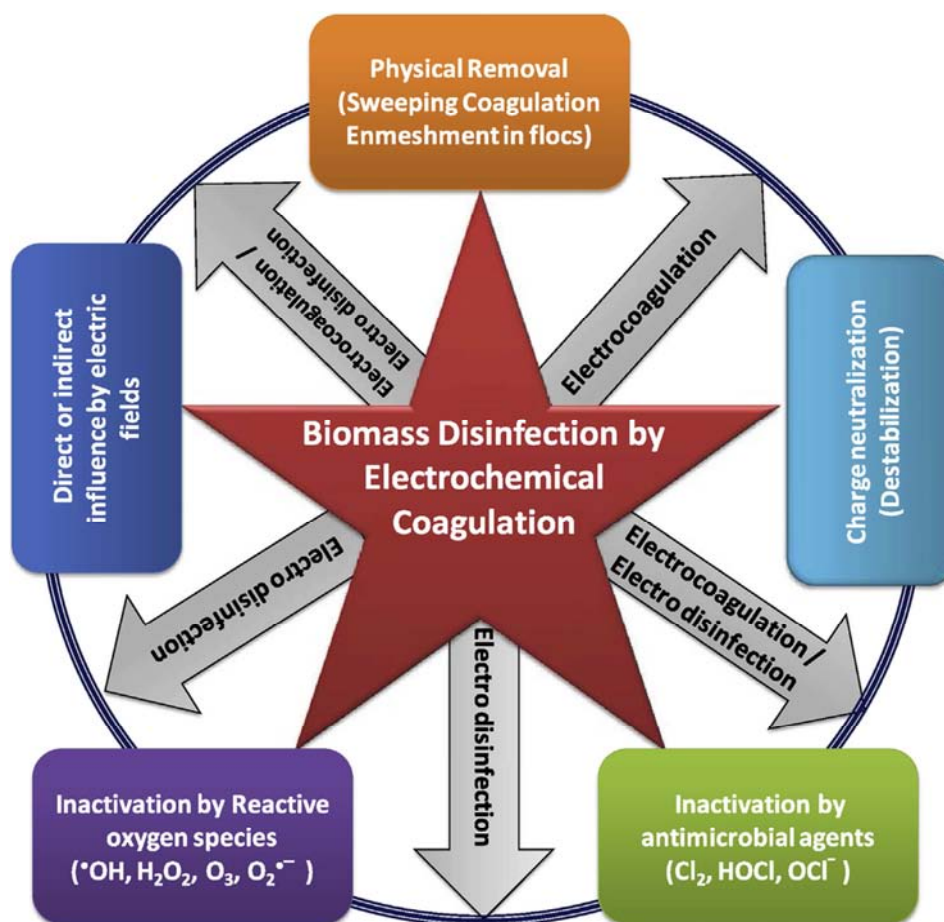 Physical Removal
(Sweeping Coagulation
Enmeshment in flocs)
Electrocoagulation /
Electro disinfection
Electrocoagulation
Direct or indirect
influence by electric
fields
Biomass Disinfection by
Electrochemical
Coagulation
Charge neutralization
(Destabilization)
Electro disinfection
Electrocoagulation /
Electro disinfection
Electro disinfection
Inactivation by Reactive
oxygen species
(•OH, H₂O₂, O₃, O₂•⁻ )
Inactivation by
antimicrobial agents
(Cl₂, HOCl, OCl⁻ )